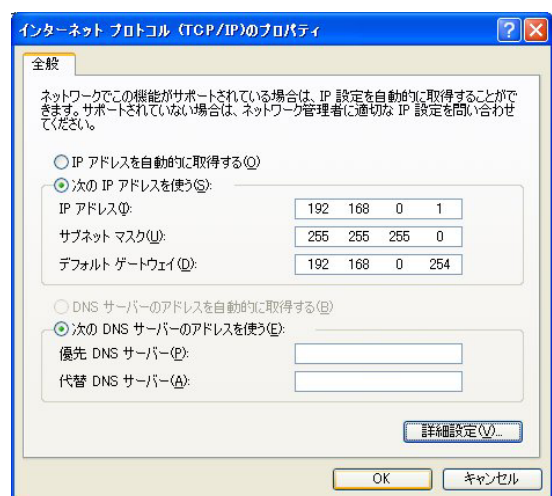 インターネット プロトコル (TCP/IP)のプロパティ
全般
ネットワークでこの機能がサポートされている場合は、IP 設定を自動的に取得することがで
きます。サポートされていない場合は、ネットワーク管理者に適切な IP 設定を問い合わせ
てください。
IP アドレスを自動的に取得する(O)
次の IP アドレスを使う(S):
IP アドレス(I): 192 168 0 1
サブネット マスク(U): 255 255 255 0
デフォルト ゲートウェイ(D): 192 168 0 254
DNS サーバーのアドレスを自動的に取得する(B)
次の DNS サーバーのアドレスを使う(E):
優先 DNS サーバー(P):
代替 DNS サーバー(A):
詳細設定(V)...
OK キャンセル